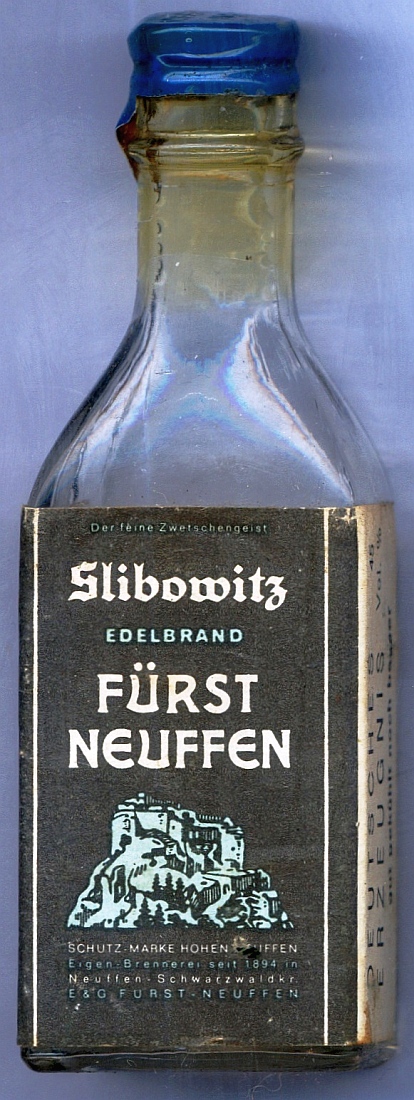 Der feine Zwetschengeist
Slibowitz
EDELBRAND
FÜRST
NEUFFEN
SCHUTZ-MARKE HOHEN
Eigen-Brennerei seit 1894 in
Neuffen-Schwarzwaldkr.
E&G FÜRST-NEUFFEN
DEUTSCHES
ERZEUGNIS Vol. %